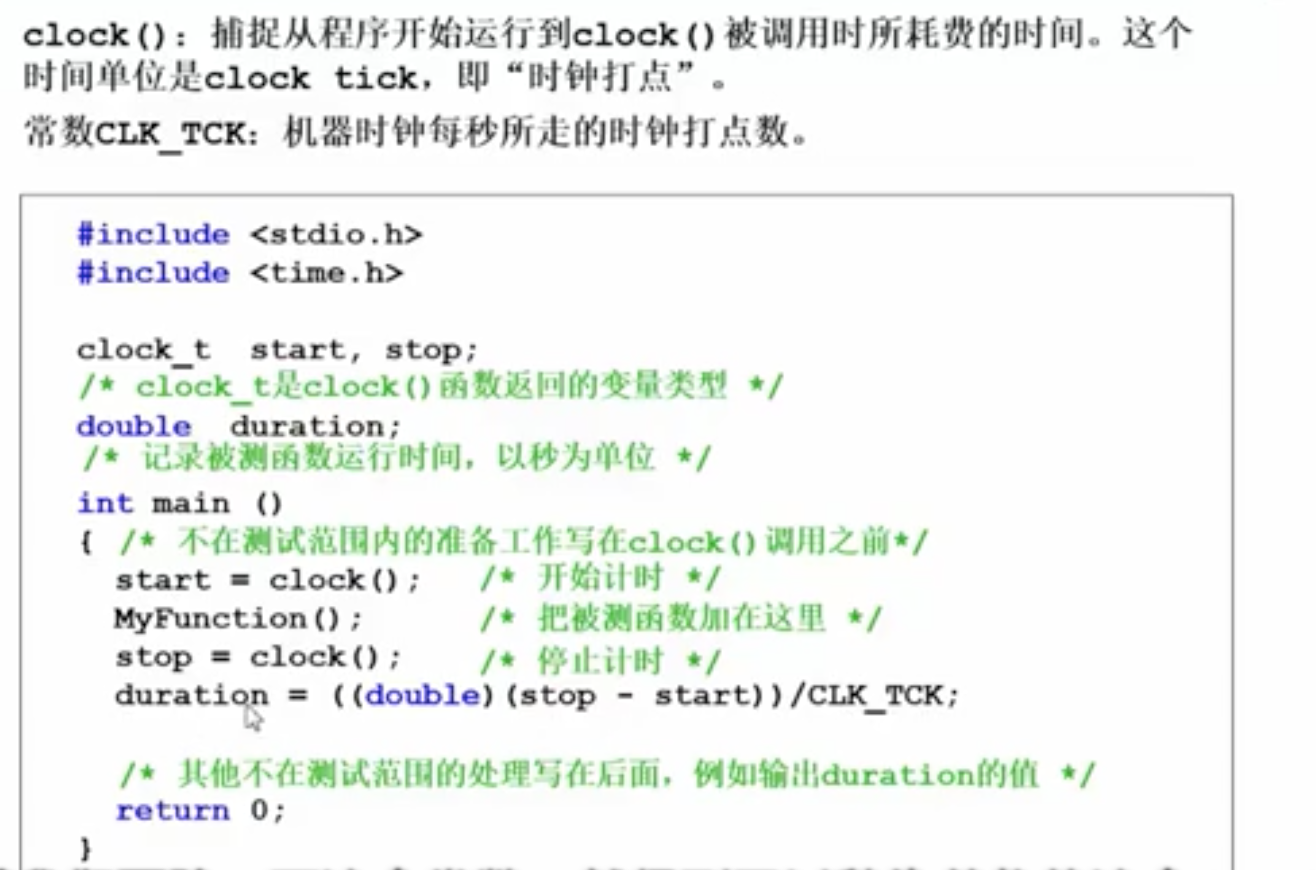 clock()：捕捉从程序开始运行到clock()被调用时所耗费的时间。这个
时间单位是clock tick，即“时钟打点”。
常数CLK_TCK：机器时钟每秒所走的时钟打点数。
#include <stdio.h>
#include <time.h>
clock_t  start, stop;
/* clock_t是clock()函数返回的变量类型 */
double  duration;
/* 记录被测函数运行时间，以秒为单位 */
int main ()
{ /* 不在测试范围内的准备工作写在clock()调用之前*/
start = clock();   /* 开始计时 */
MyFunction();      /* 把被测函数加在这里 */
stop = clock();    /* 停止计时 */
duration = ((double)(stop - start))/CLK_TCK;
/* 其他不在测试范围的处理写在后面，例如输出duration的值 */
return 0;
}